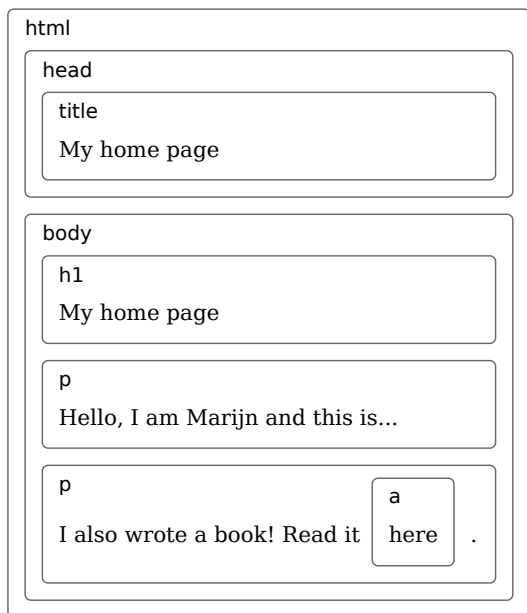 html
head
title
My home page
body
h1
My home page
p
Hello, I am Marijn and this is...
p
a
I also wrote a book! Read it here .